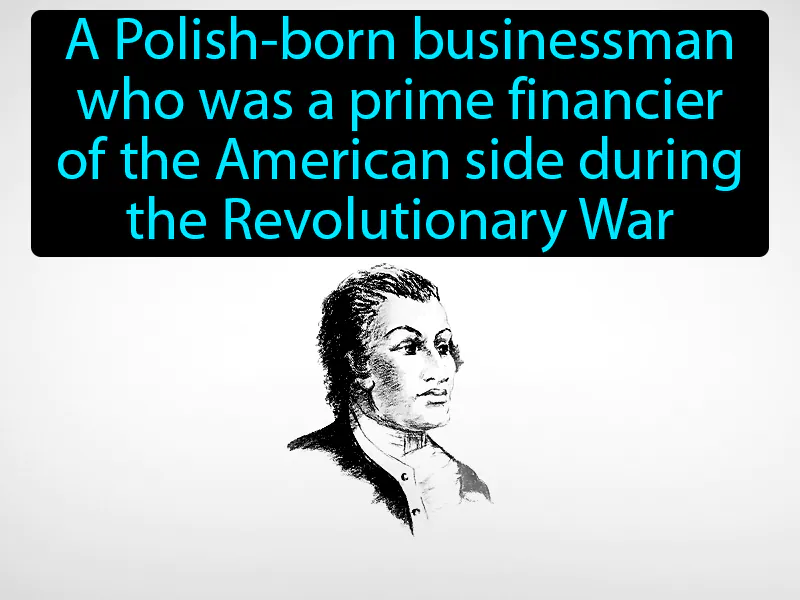 A Polish-born businessman
who was a prime financier
of the American side during
the Revolutionary War